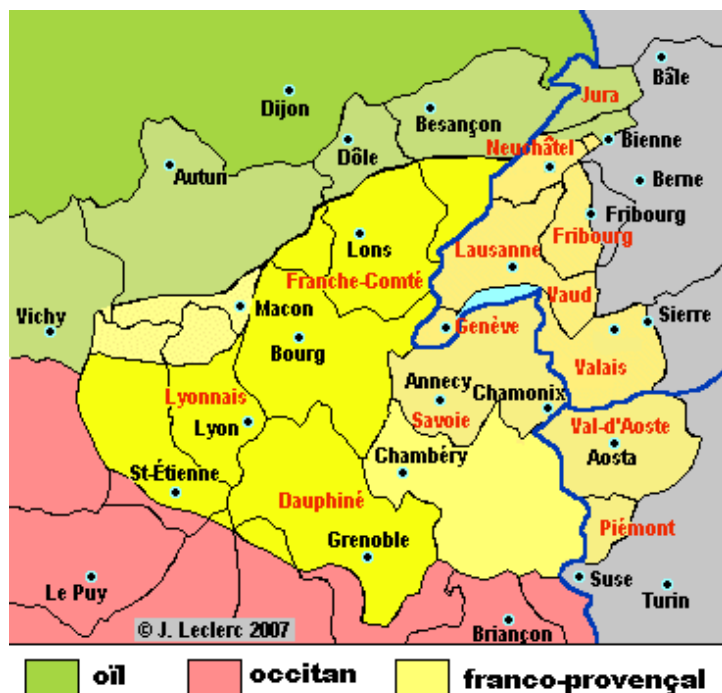 Bâle
Dijon
Besançon
Jura
Dôle
Neuchâtel
Bienne
Autun
Berne
Fribourg
Lons
Lausanne
Fribourg
Franche-Comté
Vaud
Macon
Vichy
Genève
Sierre
Bourg
Valais
Annecy
Chamonix
Lyonnais
Savoie
Val-d'Aoste
Lyon
Aosta
Chambéry
St-Étienne
Dauphiné
Piémont
Grenoble
Le Puy
Suse
Turin
© J. Leclerc 2007
Briançon
oïl
occitan
franco-provençal